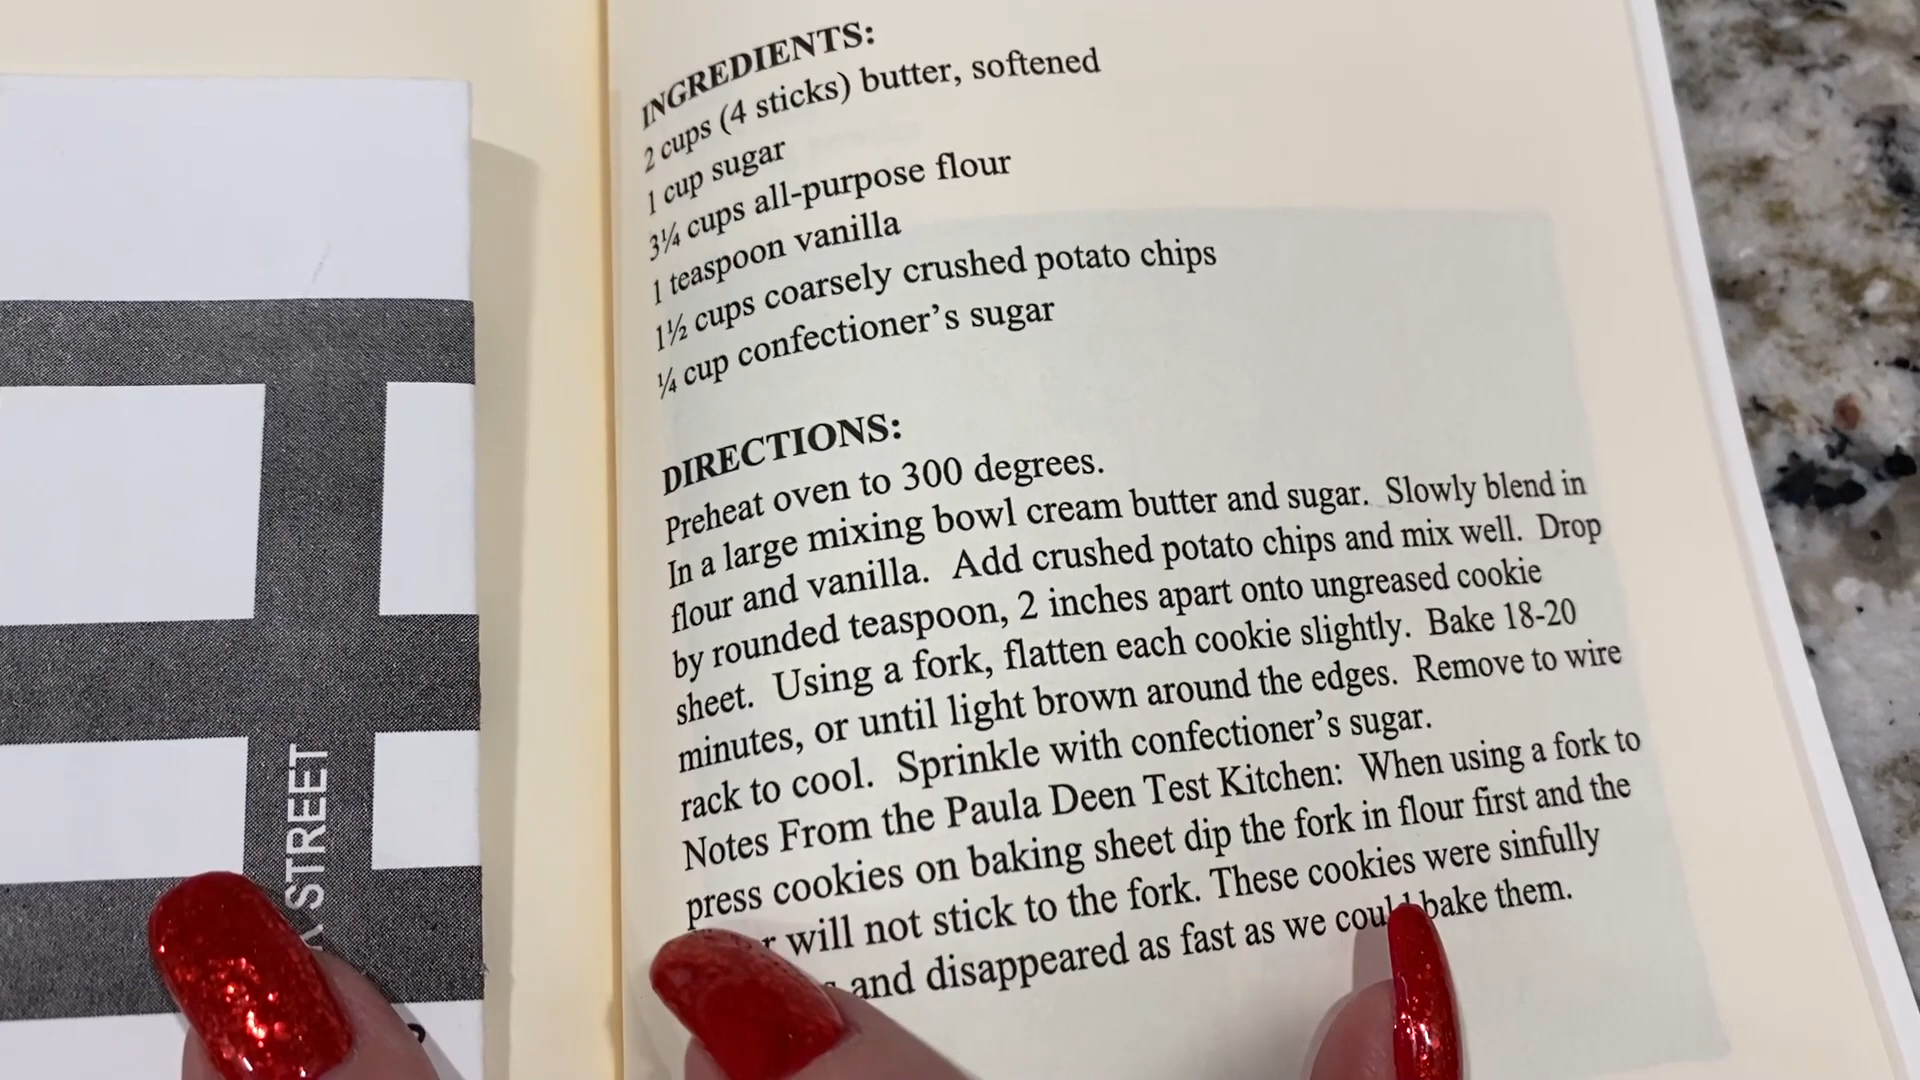 INGREDIENTS:
2 cups (4 sticks) butter, softened
1 cup sugar
3¼ cups all-purpose flour
1 teaspoon vanilla
1½ cups coarsely crushed potato chips
¼ cup confectioner's sugar
DIRECTIONS:
Preheat oven to 300 degrees.
In a large mixing bowl cream butter and sugar. Slowly blend in
flour and vanilla. Add crushed potato chips and mix well. Drop
by rounded teaspoon, 2 inches apart onto ungreased cookie
sheet. Using a fork, flatten each cookie slightly. Bake 18-20
minutes, or until light brown around the edges. Remove to wire
rack to cool. Sprinkle with confectioner's sugar.
Notes From the Paula Deen Test Kitchen: When using a fork to
press cookies on baking sheet dip the fork in flour first and the
will not stick to the fork. These cookies were sinfully
and disappeared as fast as we could bake them.
STREET